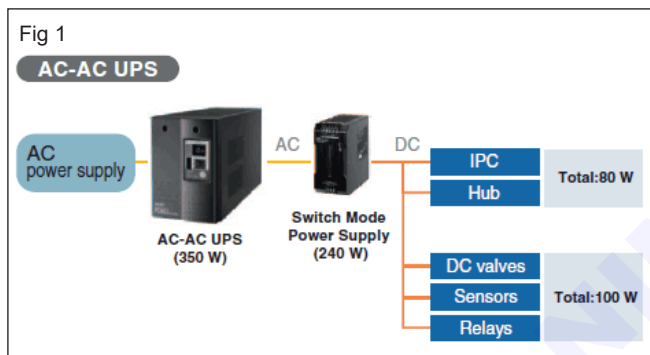 Fig 1
AC-AC UPS
AC
power supply
AC-AC UPS
(350 W)
AC
Switch Mode
Power Supply
(240 W)
DC
IPC
Hub
Total:80 W
DC valves
Sensors
Relays
Total:100 W